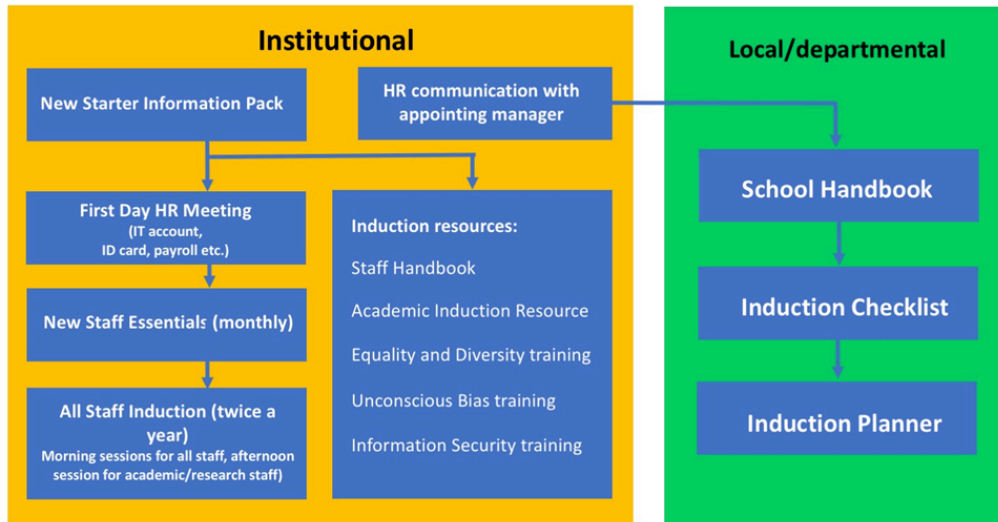 Institutional
New Starter Information Pack
HR communication with
appointing manager
First Day HR Meeting
(IT account,
ID card, payroll etc.)
New Staff Essentials (monthly)
All Staff Induction (twice a
year)
Morning sessions for all staff, afternoon
session for academic/research staff)
Induction resources:
Staff Handbook
Academic Induction Resource
Equality and Diversity training
Unconscious Bias training
Information Security training
Local/departmental
School Handbook
Induction Checklist
Induction Planner